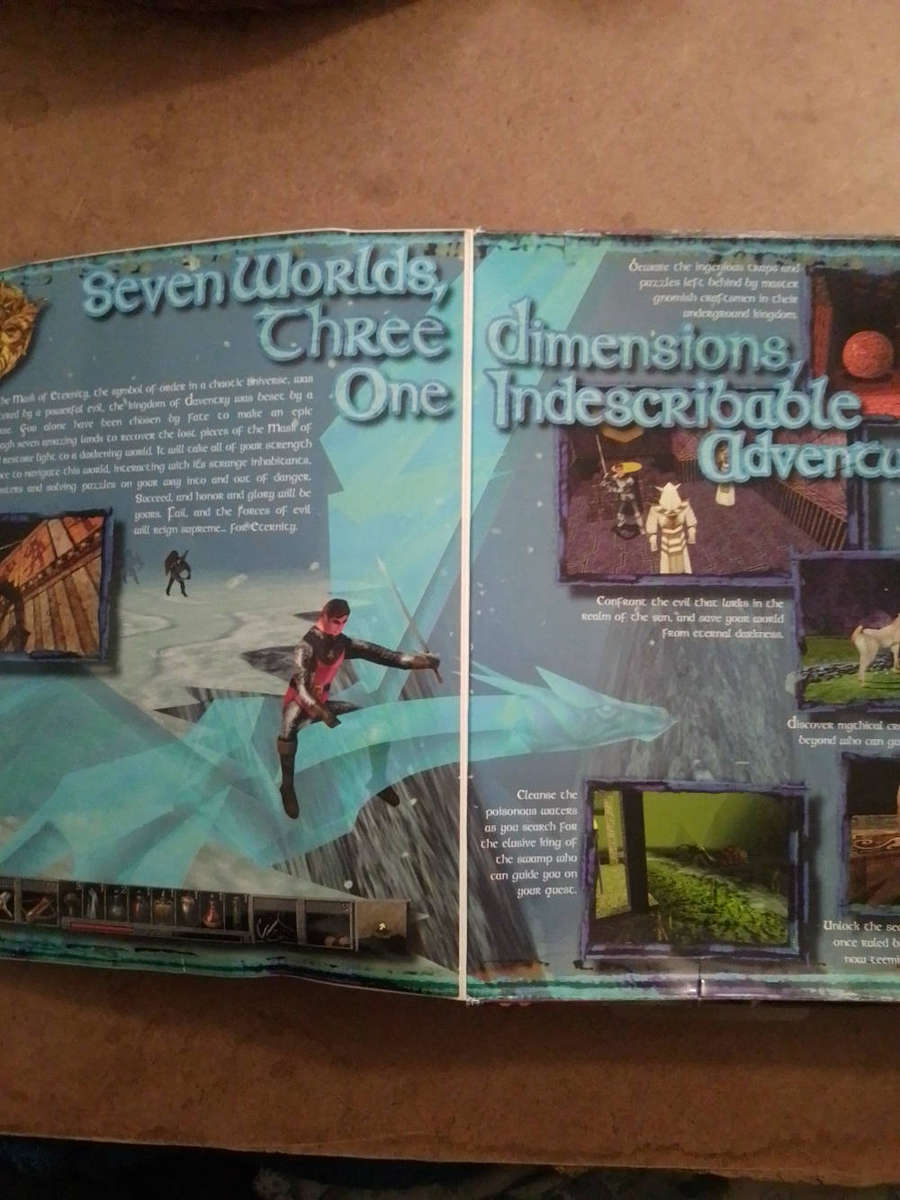 Seven Worlds,
Three
One
he Mask of Eternity, the symbol of order in a chaotic universe, was
by a powerful evil, the kingdom of daventry was beset by a
You alone have been chosen by fate to make an epic
seven amazing lands to recover the lost pieces of the Mask of
restore light to a darkening world. It will take all of your strength
to navigate this world, interacting with its strange inhabitants,
and solving puzzles on your way into and out of danger.
Succeed, and honor and glory will be
yours. Fail, and the forces of evil
will reign supreme... for Eternity.
dimensions,
Indescribable
Adventu
Beware the ingenious traps and
puzzles left behind by master
gnomish craftsmen in their
underground kingdom.
Confront the evil that lurks in the
realm of the sun, and save your world
from eternal darkness.
discover mythical
beyond who can
Cleanse the
poisonous waters
as you search for
the elusive king of
the swamp who
can guide you on
your quest.
Unlock the
once ruled
now